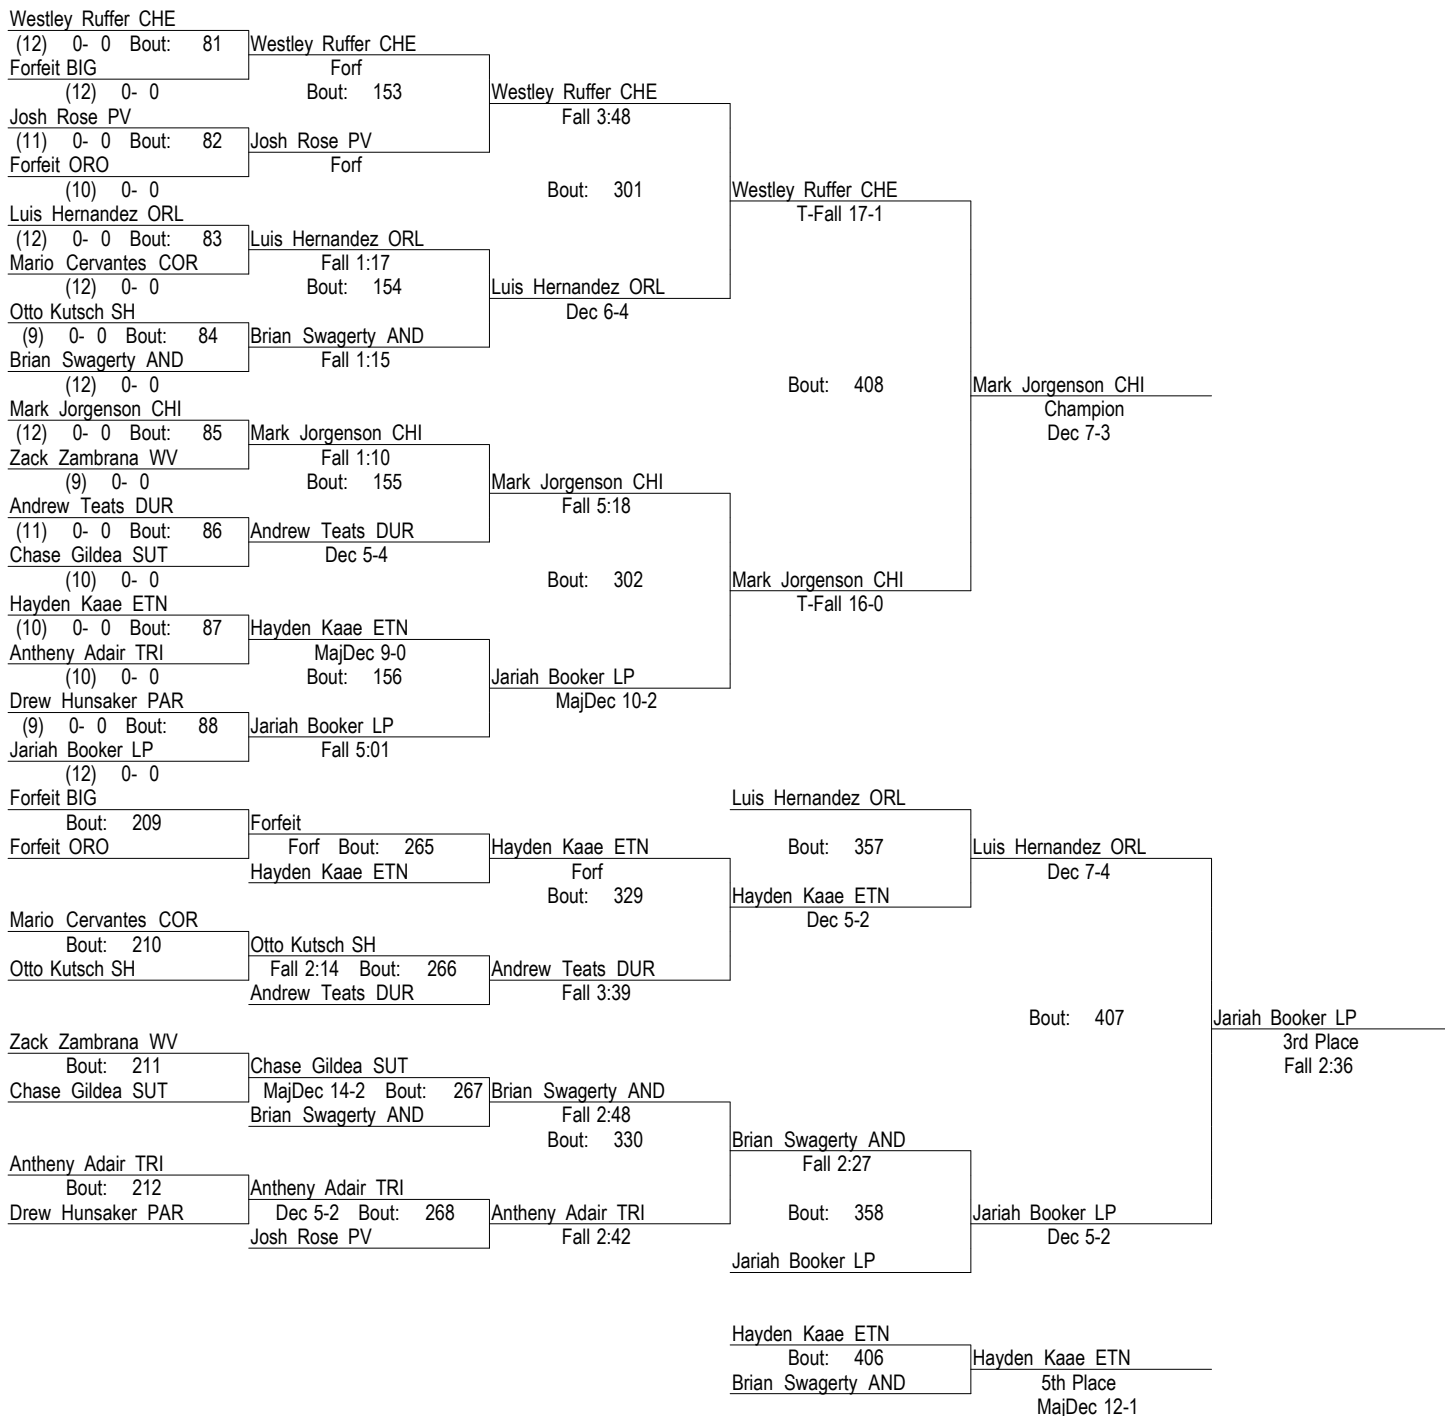 Westley Ruffer CHE
(12) 0- 0 Bout: 81 Westley Ruffer CHE
Forfeit BIG Forf
(12) 0- 0 Bout: 153 Westley Ruffer CHE
Josh Rose PV Fall 3:48
(11) 0- 0 Bout: 82 Josh Rose PV
Forfeit ORO Forf
(10) 0- 0 Bout: 301 Westley Ruffer CHE
Luis Hernandez ORL T-Fall 17-1
(12) 0- 0 Bout: 83 Luis Hernandez ORL
Mario Cervantes COR Fall 1:17
(12) 0- 0 Bout: 154 Luis Hernandez ORL
Otto Kutsch SH Dec 6-4
(9) 0- 0 Bout: 84 Brian Swagerty AND
Brian Swagerty AND Fall 1:15
(12) 0- 0 Bout: 408 Mark Jorgenson CHI
Mark Jorgenson CHI Champion
(12) 0- 0 Bout: 85 Mark Jorgenson CHI Dec 7-3
Zack Zambrana WV Fall 1:10
(9) 0- 0 Bout: 155 Mark Jorgenson CHI
Andrew Teats DUR Fall 5:18
(11) 0- 0 Bout: 86 Andrew Teats DUR
Chase Gildea SUT Dec 5-4
(10) 0- 0 Bout: 302 Mark Jorgenson CHI
Hayden Kaae ETN T-Fall 16-0
(10) 0- 0 Bout: 87 Hayden Kaae ETN
Antheny Adair TRI MajDec 9-0
(10) 0- 0 Bout: 156 Jariah Booker LP
Drew Hunsaker PAR MajDec 10-2
(9) 0- 0 Bout: 88 Jariah Booker LP
Jariah Booker LP Fall 5:01
(12) 0- 0
Forfeit BIG Luis Hernandez ORL
Bout: 209 Forfeit
Forfeit ORO Forf Bout: 265 Hayden Kaae ETN Bout: 357 Luis Hernandez ORL
Hayden Kaae ETN Forf Dec 7-4
Bout: 329 Hayden Kaae ETN
Mario Cervantes COR Dec 5-2
Bout: 210 Otto Kutsch SH
Otto Kutsch SH Fall 2:14 Bout: 266 Andrew Teats DUR
Andrew Teats DUR Fall 3:39
Bout: 407 Jariah Booker LP
Zack Zambrana WV 3rd Place
Bout: 211 Chase Gildea SUT Fall 2:36
Chase Gildea SUT MajDec 14-2 Bout: 267 Brian Swagerty AND
Brian Swagerty AND Fall 2:48
Bout: 330 Brian Swagerty AND
Antheny Adair TRI Fall 2:27
Bout: 212 Antheny Adair TRI
Drew Hunsaker PAR Dec 5-2 Bout: 268 Antheny Adair TRI Bout: 358 Jariah Booker LP
Josh Rose PV Fall 2:42 Dec 5-2
Jariah Booker LP
Hayden Kaae ETN
Bout: 406 Hayden Kaae ETN
Brian Swagerty AND 5th Place
MajDec 12-1